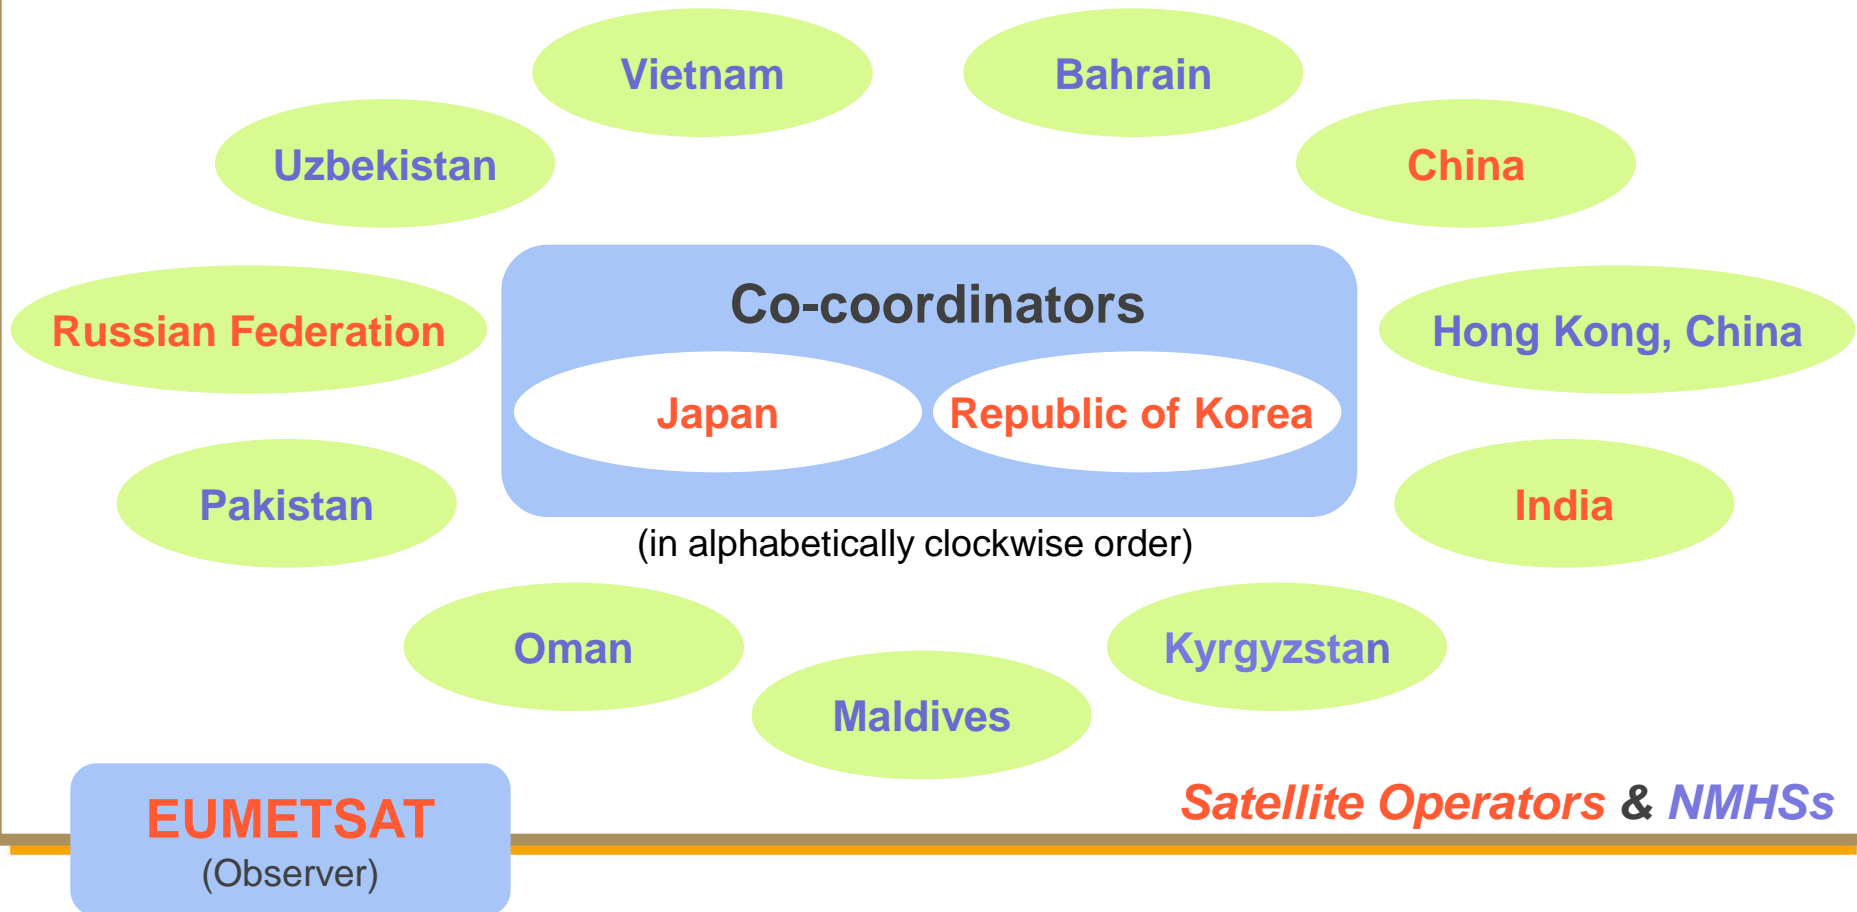 Vietnam
Bahrain
Uzbekistan
China
Co-coordinators
Russian Federation
Hong Kong, China
Japan
Republic of Korea
Pakistan
India
(in alphabetically clockwise order)
Oman
Kyrgyzstan
Maldives
Satellite Operators & NMHSs
EUMETSAT
(Observer)